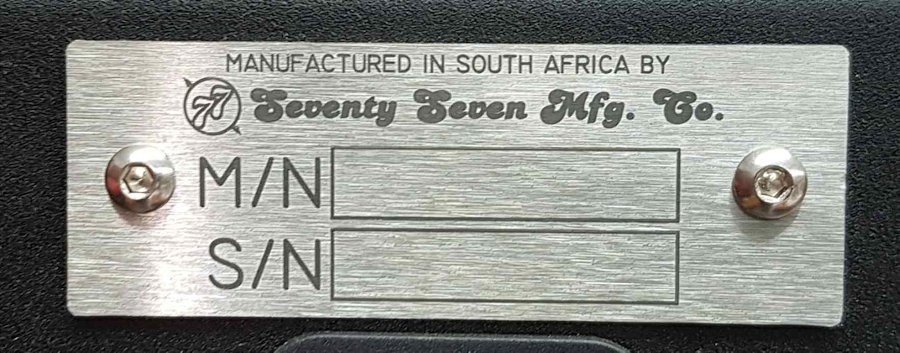 MANUFACTURED IN SOUTH AFRICA BY
77 Seventy Seven Mfg. Co.
M/N
S/N